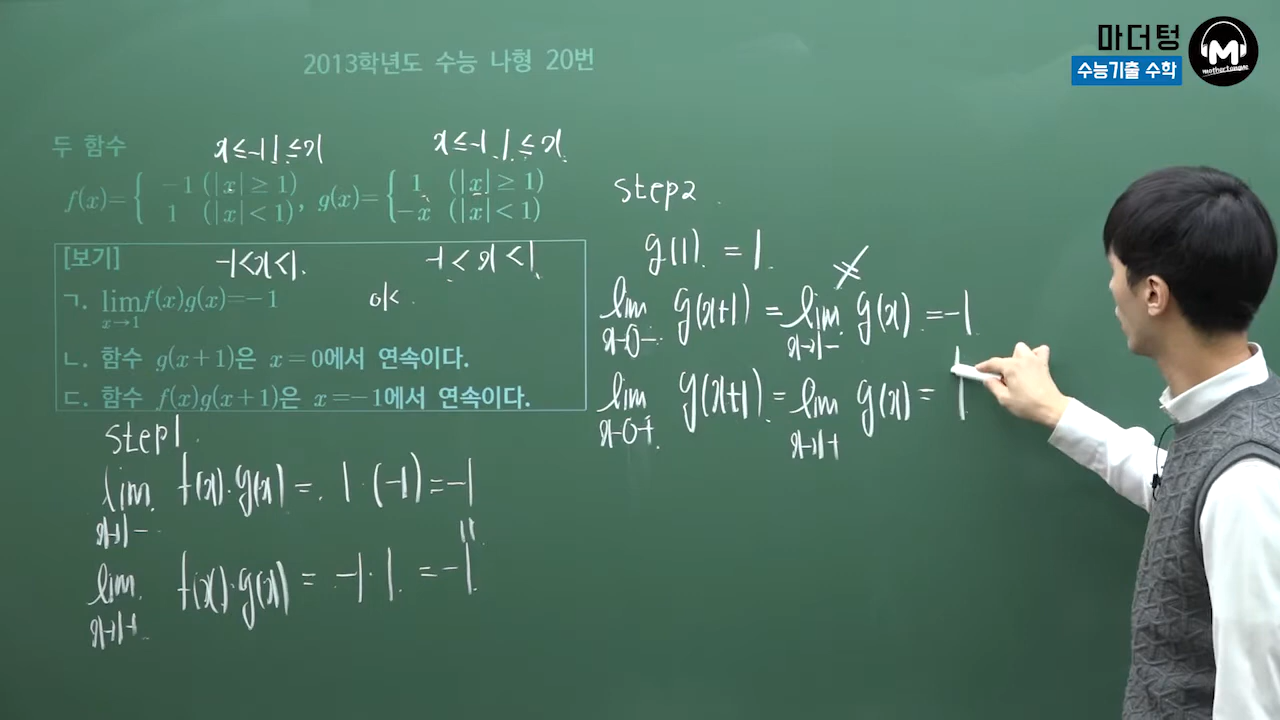 마더텅
수능기출 수학
mothertongue
2013학년도 수능 나형 20번
두 함수
x≤-1 1≤x
x≤-1, 1≤x
f(x)={ -1 (|x|≥1), 1 (|x|<1), g(x)={ 1 (|x|≥1), -x (|x|<1)
-1<x<1
-1<x<1
[보기]
ㄱ. lim x→1 f(x)g(x)=-1
ok
ㄴ. 함수 g(x+1)은 x=0에서 연속이다.
ㄷ. 함수 f(x)g(x+1)은 x=-1에서 연속이다.
step1
lim x→1- f(x)·g(x) = 1·(-1) = -1
lim x→1+ f(x)·g(x) = -1·1 = -1
step2
g(1) = 1
lim x→0- g(x+1) = lim x→1- g(x) = -1
lim x→0+ g(x+1) = lim x→1+ g(x) = 1